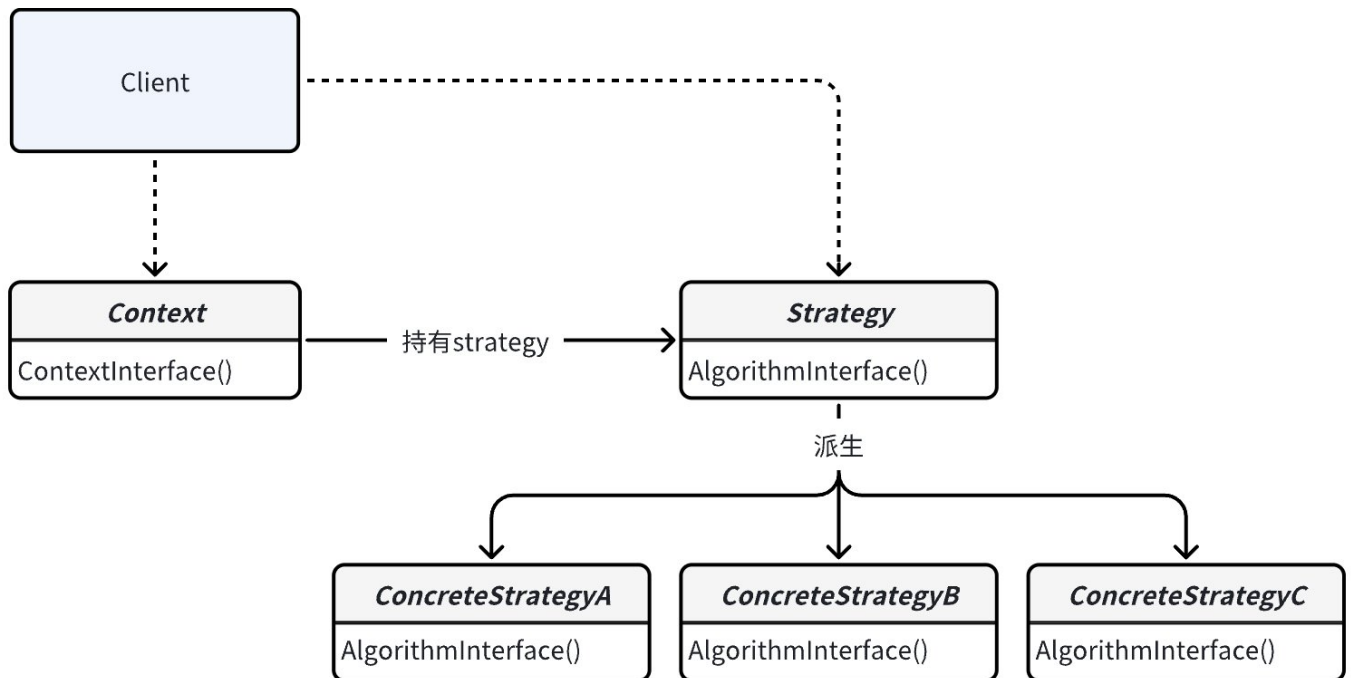 Client
Context
ContextInterface()
持有strategy
Strategy
AlgorithmInterface()
派生
ConcreteStrategyA
AlgorithmInterface()
ConcreteStrategyB
AlgorithmInterface()
ConcreteStrategyC
AlgorithmInterface()